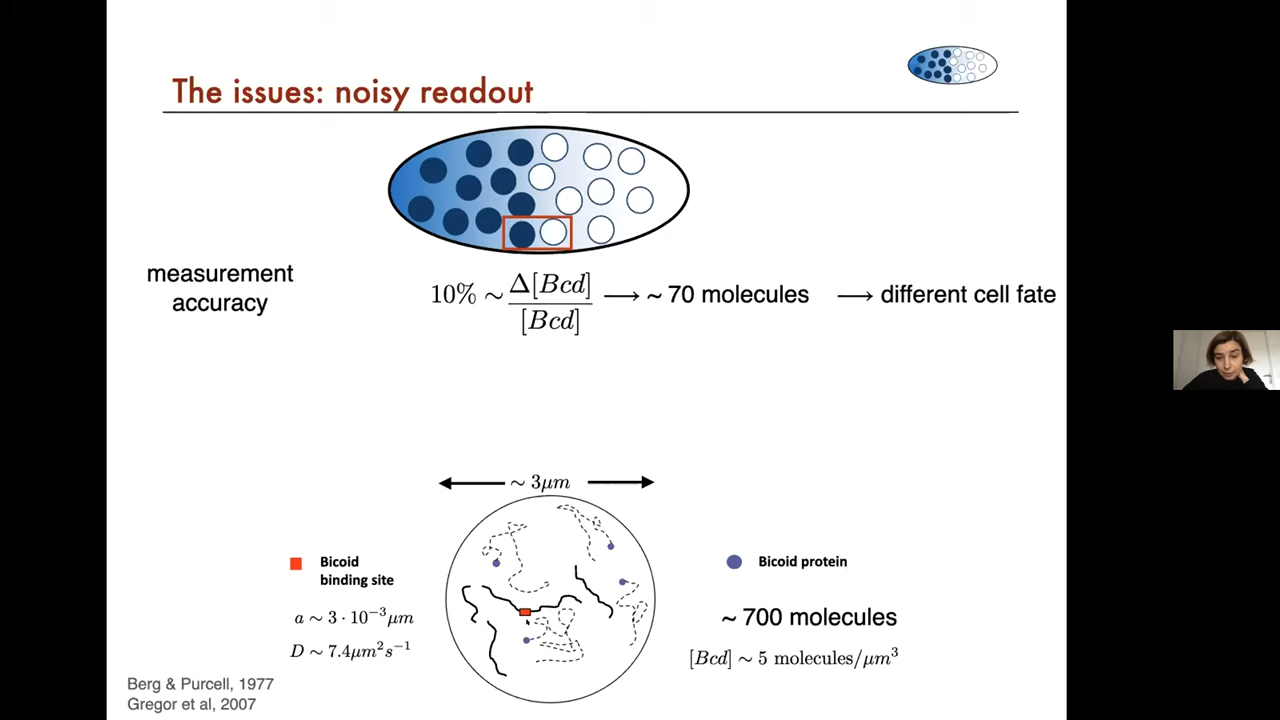 The issues: noisy readout
measurement
accuracy
10% ∼ Δ[Bcd] / [Bcd] ⟶ ~ 70 molecules ⟶ different cell fate
∼ 3μm
Bicoid
binding site
a ∼ 3 · 10⁻³μm
D ∼ 7.4μm²s⁻¹
Bicoid protein
~ 700 molecules
[Bcd] ∼ 5 molecules/μm³
Berg & Purcell, 1977
Gregor et al, 2007